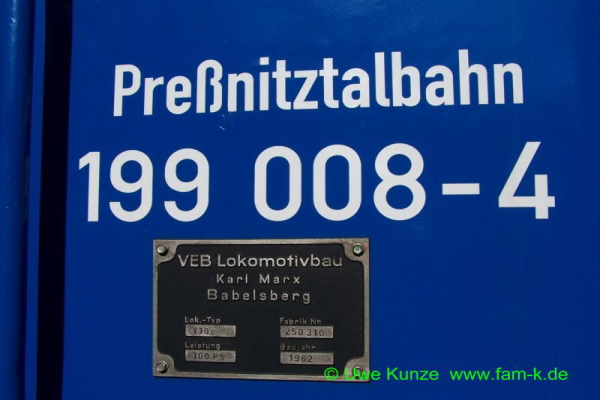 Preßnitztalbahn
199 008-4
VEB Lokomotivbau
Karl Marx
Babelsberg
Lok.-Typ Fabrik Nr.
250 310
Leistung Baujahr
100 PS 1962
© Uwe Kunze www.fam-k.de